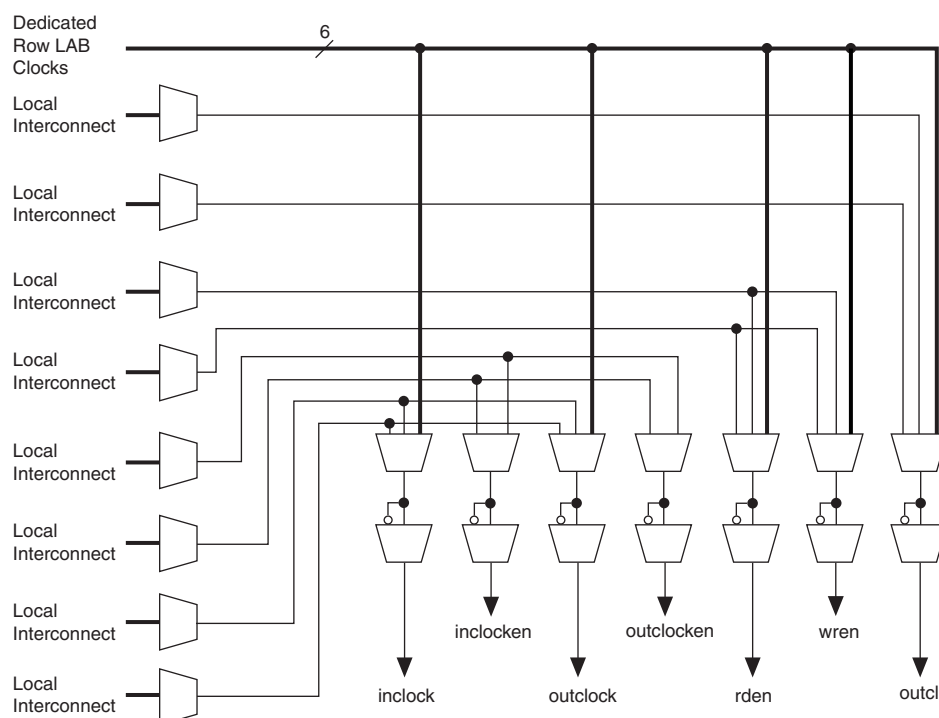 Dedicated
Row LAB
Clocks
6
Local
Interconnect
Local
Interconnect
Local
Interconnect
Local
Interconnect
Local
Interconnect
Local
Interconnect
Local
Interconnect
Local
Interconnect
inclocken
outclocken
wren
inclock
outclock
rden
outcl